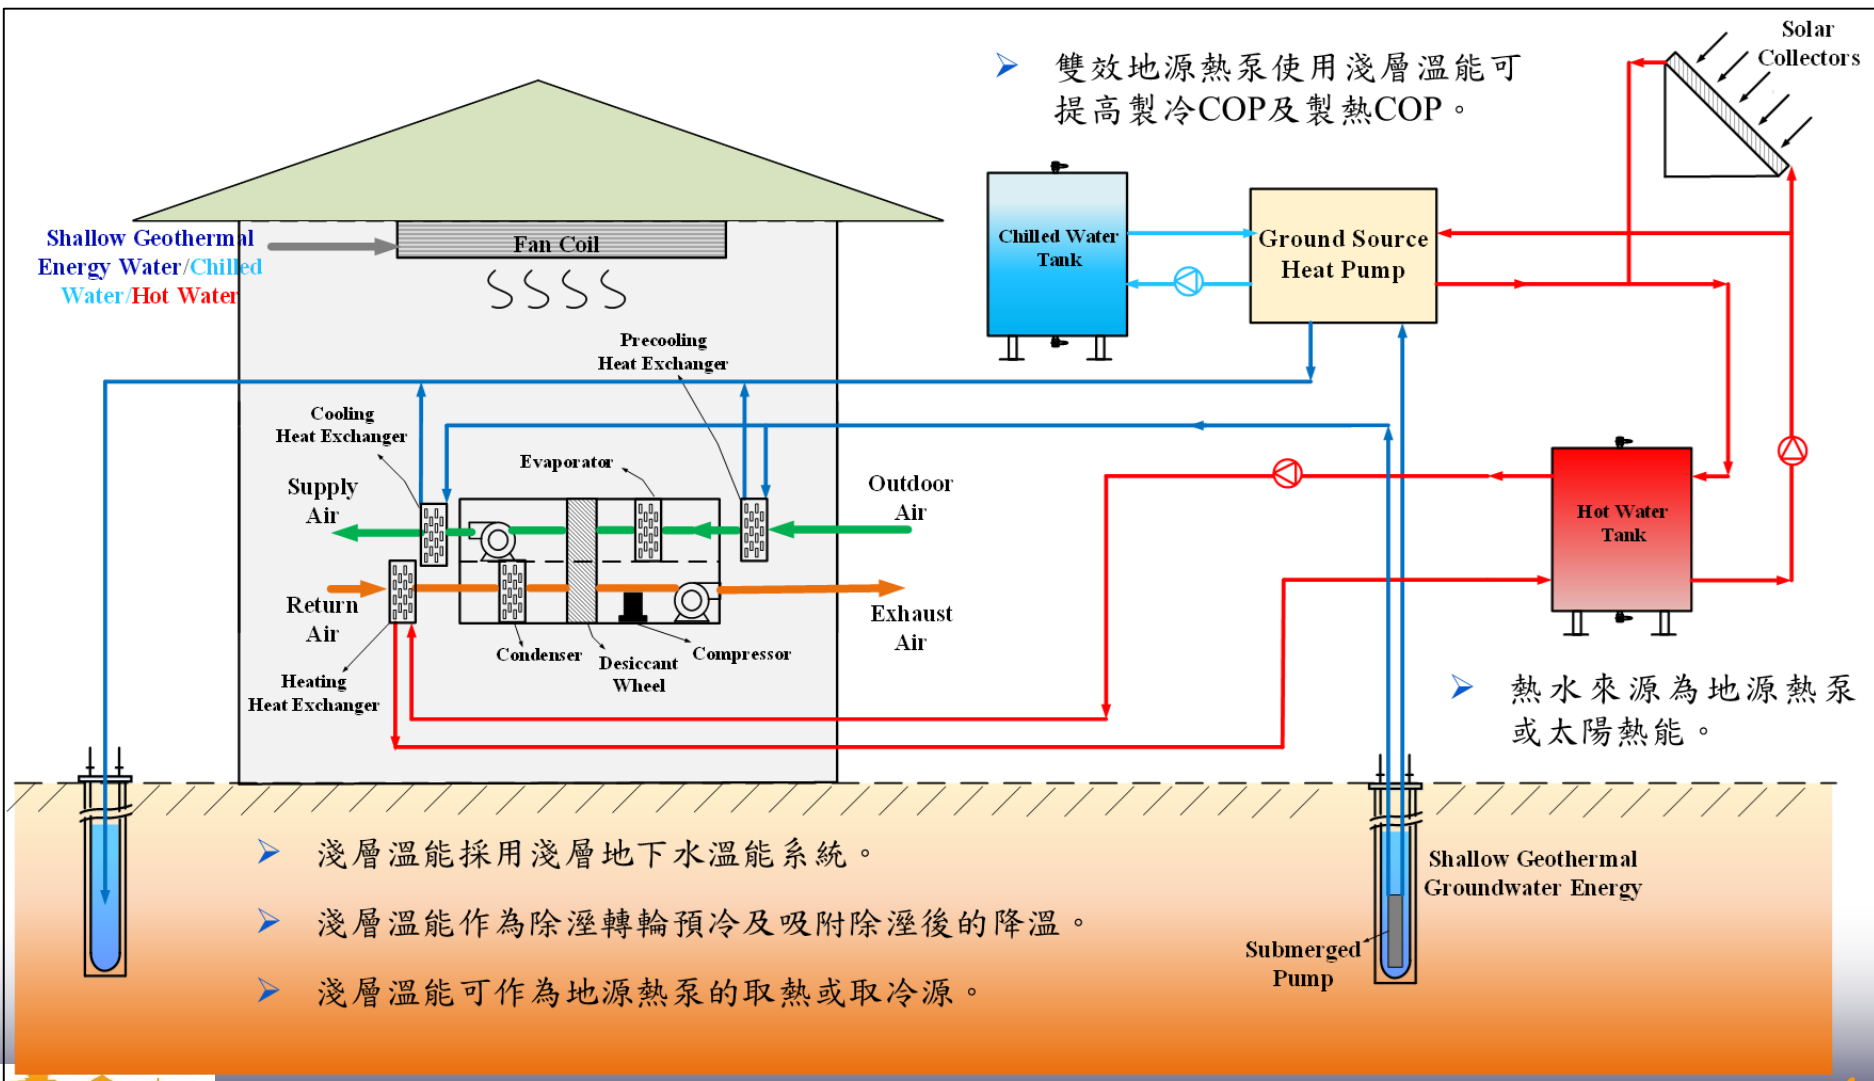 Solar
Collectors
➢ 雙效地源熱泵使用淺層溫能可
提高製冷COP及製熱COP。
Shallow Geothermal
Energy Water/Chilled
Water/Hot Water
Fan Coil
Chilled Water
Tank
Ground Source
Heat Pump
Precooling
Heat Exchanger
Cooling
Heat Exchanger
Evaporator
Supply
Air
Outdoor
Air
Hot Water
Tank
Return
Air
Exhaust
Air
Condenser
Desiccant
Wheel
Compressor
Heating
Heat Exchanger
➢ 熱水來源為地源熱泵
或太陽熱能。
➢ 淺層溫能採用淺層地下水溫能系統。
➢ 淺層溫能作為除溼轉輪預冷及吸附除溼後的降溫。
➢ 淺層溫能可作為地源熱泵的取熱或取冷源。
Shallow Geothermal
Groundwater Energy
Submerged
Pump